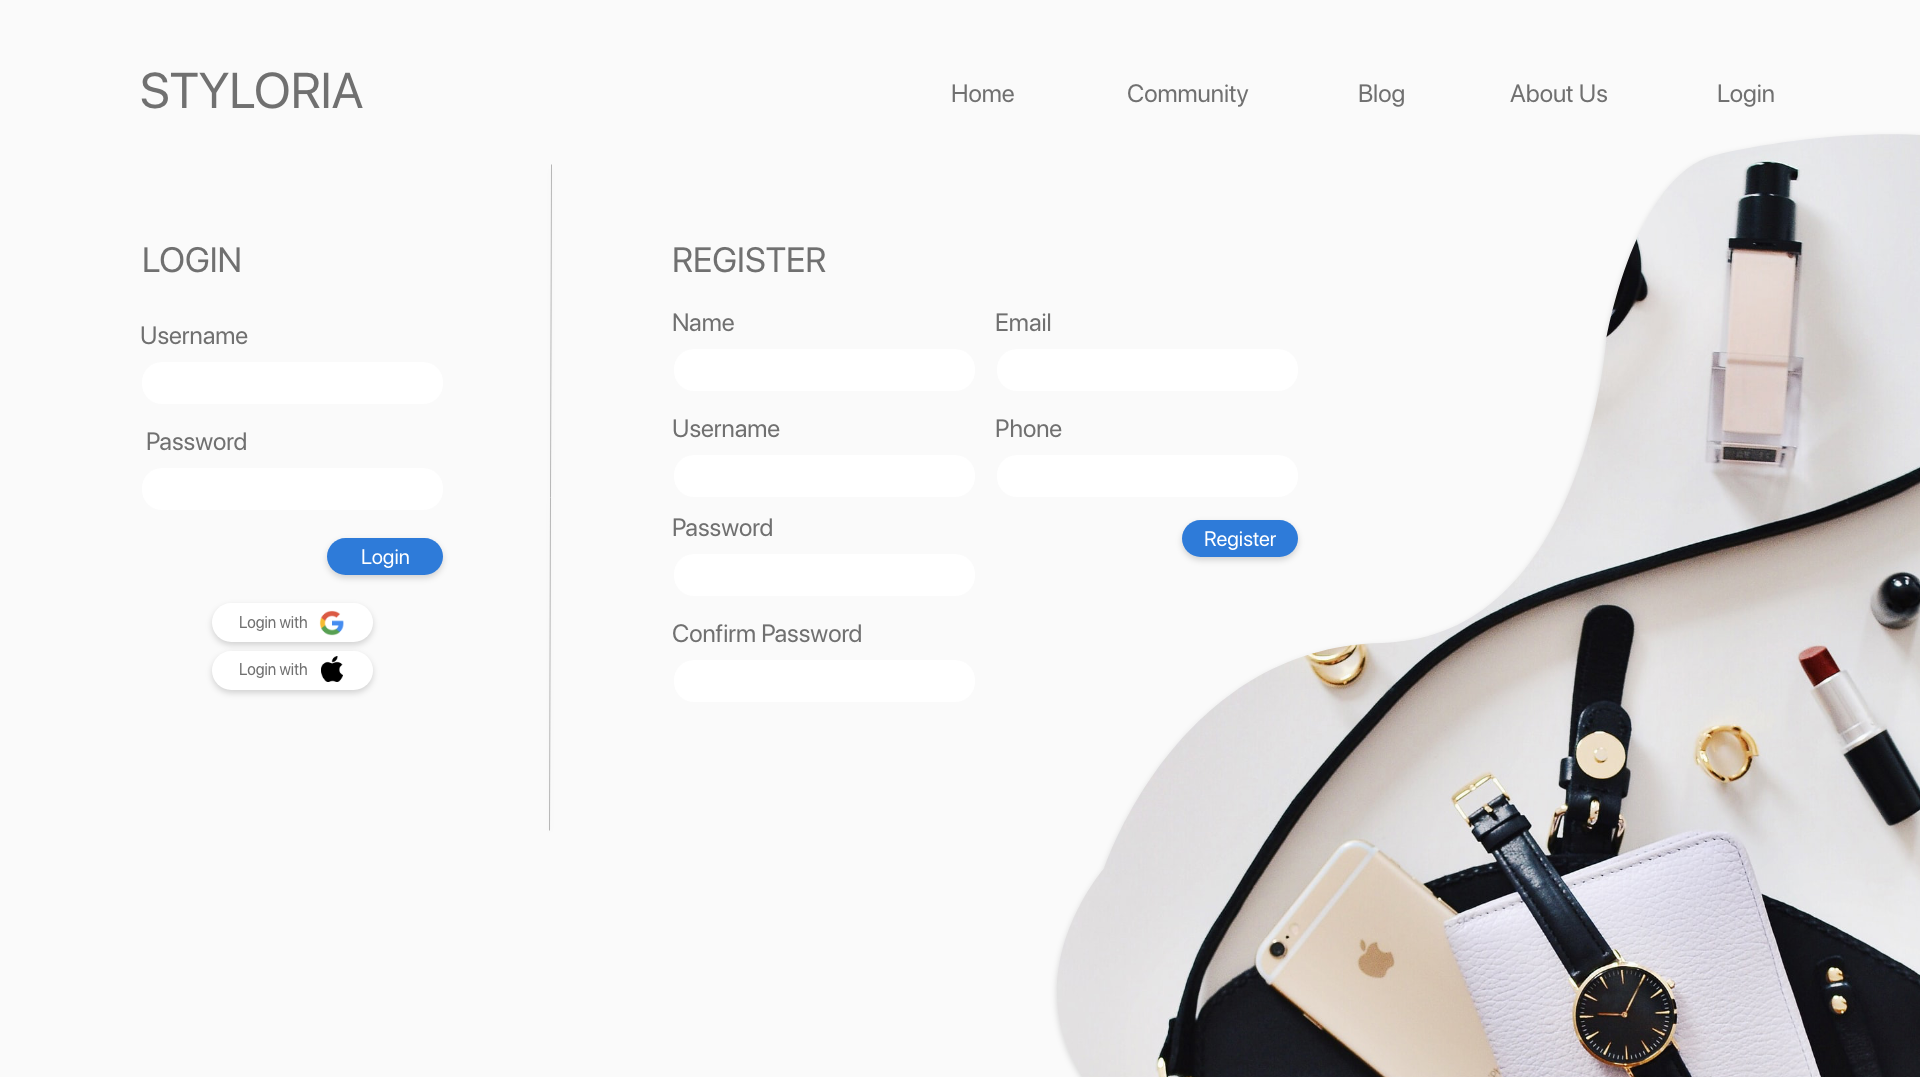 STYLORIA
Home
Community
Blog
About Us
Login
LOGIN
Username
Password
Login
Login with
Login with
REGISTER
Name
Email
Username
Phone
Password
Register
Confirm Password